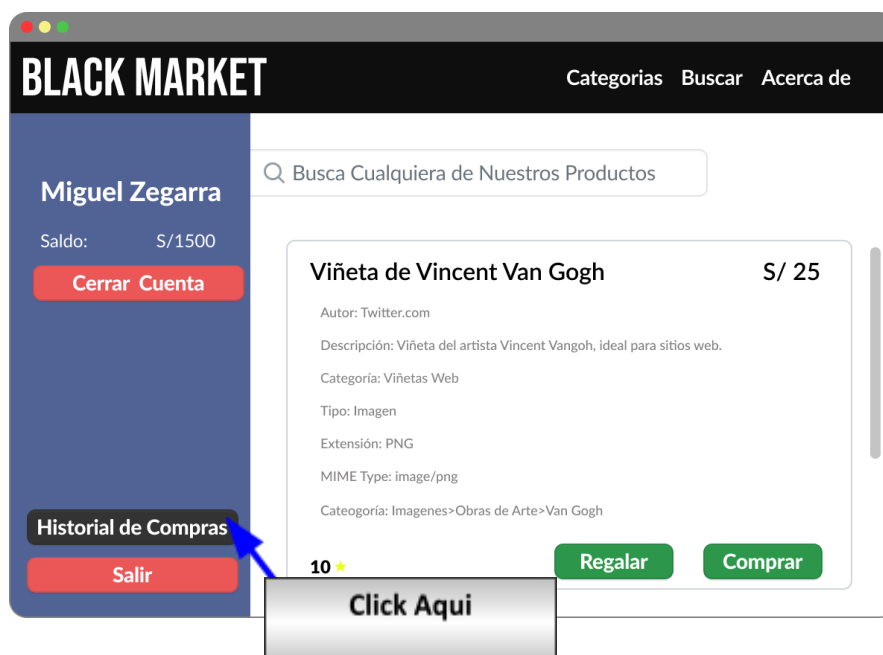 BLACK MARKET
Categorias Buscar Acerca de
Miguel Zegarra
Saldo: S/1500
Cerrar Cuenta
Busca Cualquiera de Nuestros Productos
Viñeta de Vincent Van Gogh S/ 25
Autor: Twitter.com
Descripción: Viñeta del artista Vincent Vangoh, ideal para sitios web.
Categoría: Viñetas Web
Tipo: Imagen
Extensión: PNG
MIME Type: image/png
Cateogoría: Imagenes>Obras de Arte>Van Gogh
10
Regalar Comprar
Historial de Compras
Salir
Click Aqui